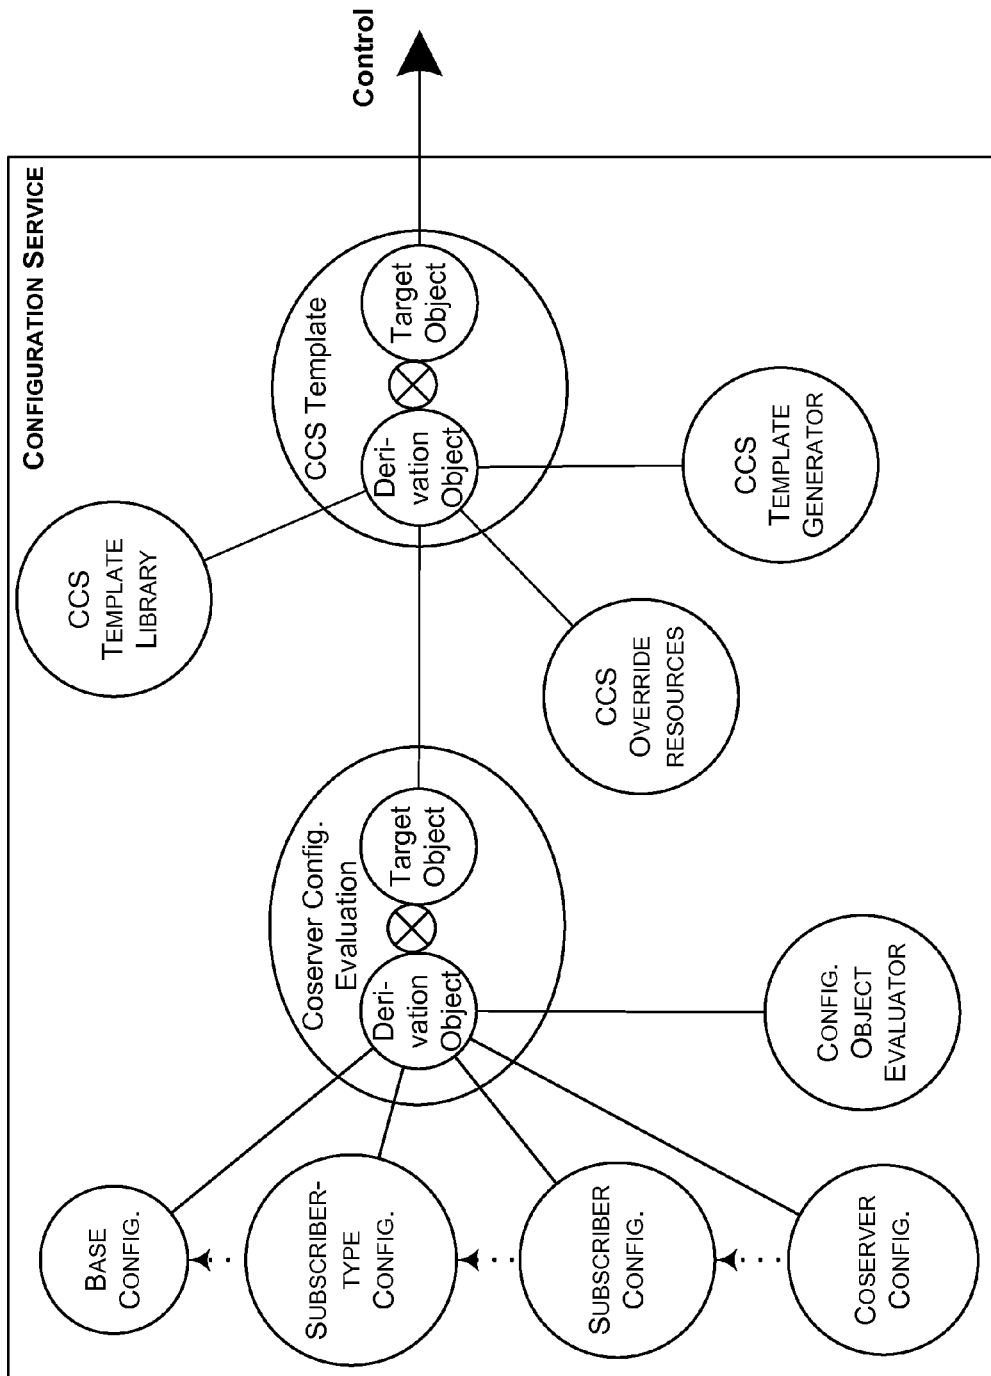 CONFIGURATION SERVICE
Control
CCS
TEMPLATE
LIBRARY
CCS Template
Deri-
vation
Object
Target
Object
CCS
OVERRIDE
RESOURCES
CCS
TEMPLATE
GENERATOR
Coserver Config.
Evaluation
Deri-
vation
Object
Target
Object
BASE
CONFIG.
SUBSCRIBER-
TYPE
CONFIG.
SUBSCRIBER
CONFIG.
COSERVER
CONFIG.
CONFIG.
OBJECT
EVALUATOR